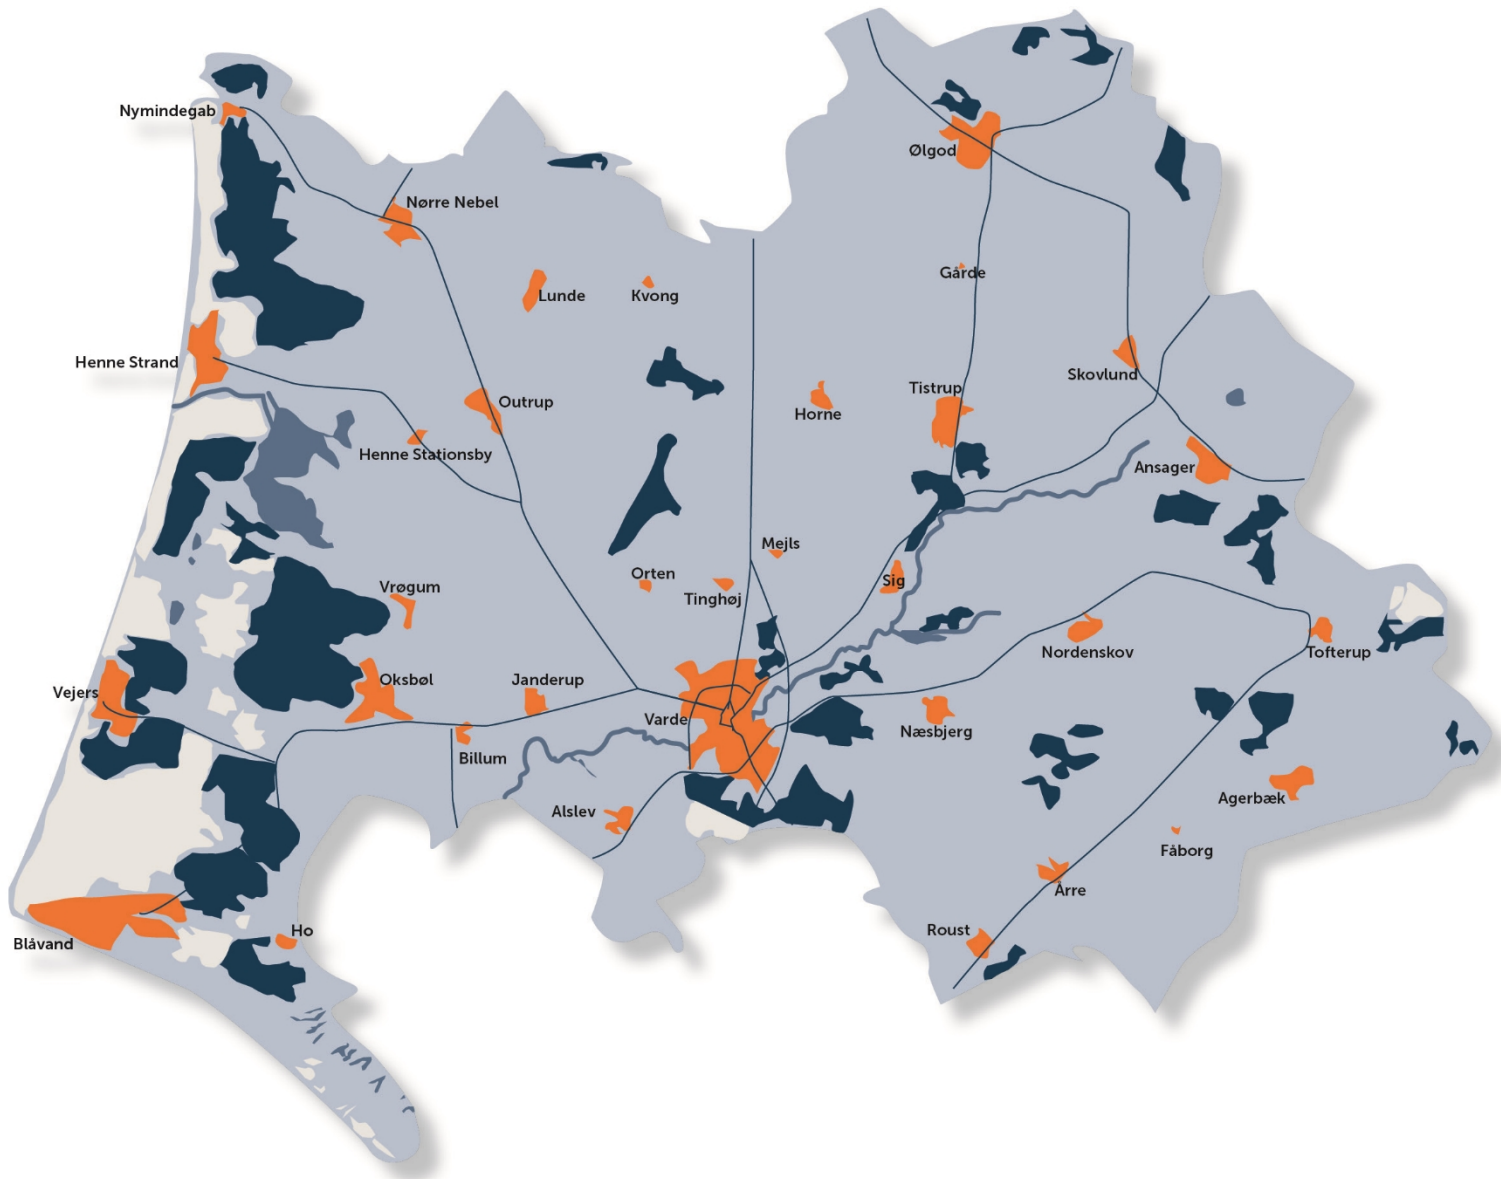 Nymindegab
Ølgod
Nørre Nebel
Gårde
Lunde
Kvong
Henne Strand
Skovlund
Tistrup
Outrup
Horne
Henne Stationsby
Ansager
Mejls
Orten
Sig
Vrøgum
Tinghøj
Nordenskov
Tofterup
Oksbøl
Janderup
Vejers
Varde
Næsbjerg
Billum
Agerbæk
Alslev
Fåborg
Årre
Ho
Roust
Blåvand